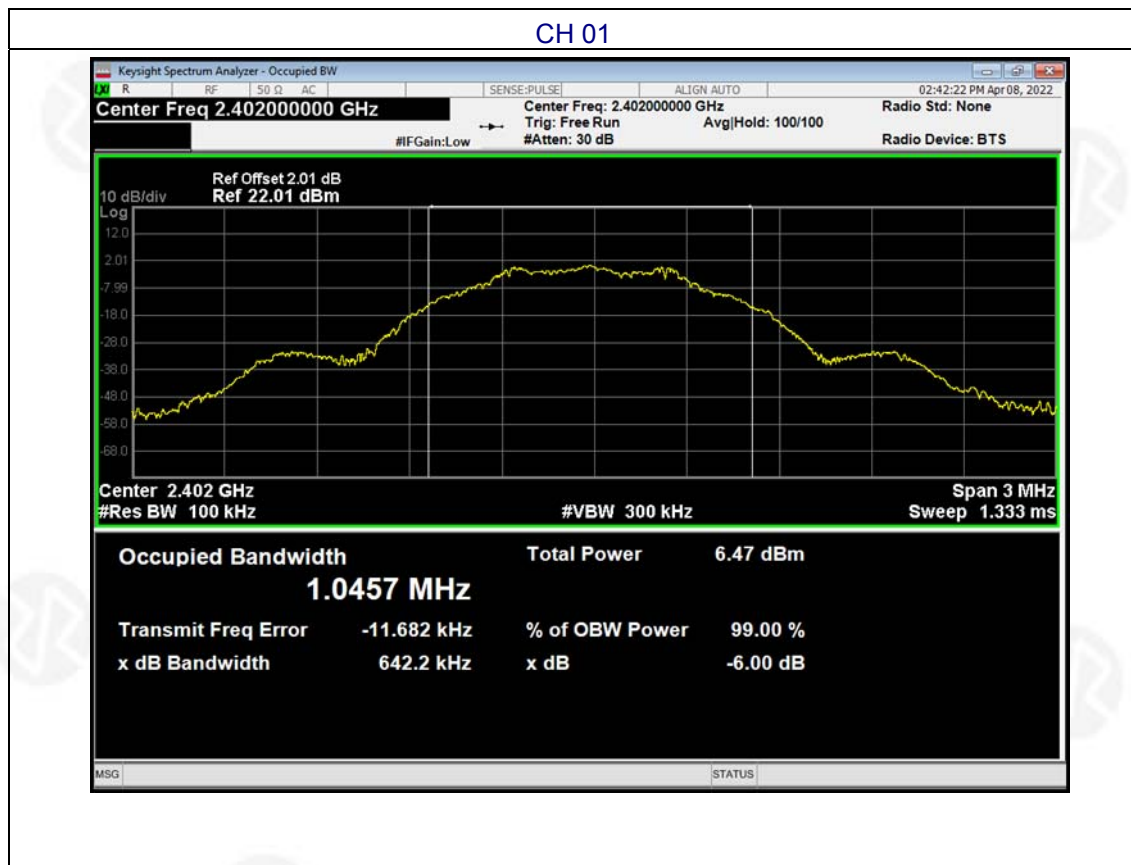 CH 01
Keysight Spectrum Analyzer - Occupied BW
LXI R RF 50 Ω AC SENSE:PULSE ALIGN AUTO 02:42:22 PM Apr 08, 2022
Center Freq 2.402000000 GHz
Center Freq: 2.402000000 GHz
Radio Std: None
Trig: Free Run Avg|Hold: 100/100
#IFGain:Low #Atten: 30 dB Radio Device: BTS
Ref Offset 2.01 dB
10 dB/div Ref 22.01 dBm
Log
12.0
2.01
-7.99
-18.0
-28.0
-38.0
-48.0
-58.0
-68.0
Center 2.402 GHz Span 3 MHz
#Res BW 100 kHz #VBW 300 kHz Sweep 1.333 ms
Occupied Bandwidth Total Power 6.47 dBm
1.0457 MHz
Transmit Freq Error -11.682 kHz % of OBW Power 99.00 %
x dB Bandwidth 642.2 kHz x dB -6.00 dB
MSG STATUS